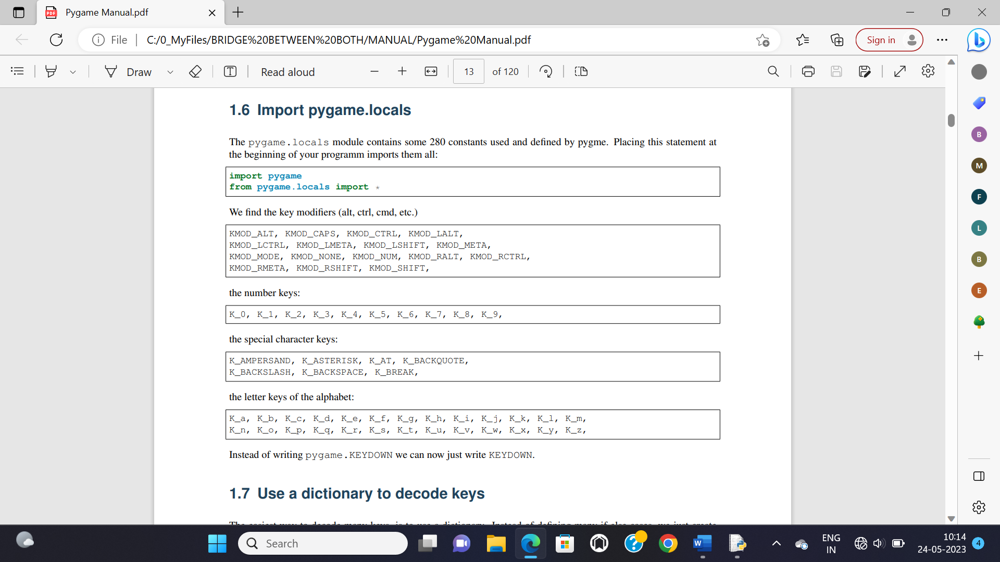 Pygame Manual.pdf
File
C:/0_MyFiles/BRIDGE%20BETWEEN%20BOTH/MANUAL/Pygame%20Manual.pdf
Sign in
Draw
Read aloud
13
of 120
1.6 Import pygame.locals
The pygame.locals module contains some 280 constants used and defined by pygme. Placing this statement at
the beginning of your programm imports them all:
import pygame
from pygame.locals import *
We find the key modifiers (alt, ctrl, cmd, etc.)
KMOD_ALT, KMOD_CAPS, KMOD_CTRL, KMOD_LALT,
KMOD_LCTRL, KMOD_LMETA, KMOD_LSHIFT, KMOD_META,
KMOD_MODE, KMOD_NONE, KMOD_NUM, KMOD_RALT, KMOD_RCTRL,
KMOD_RMETA, KMOD_RSHIFT, KMOD_SHIFT,
the number keys:
K_0, K_1, K_2, K_3, K_4, K_5, K_6, K_7, K_8, K_9,
the special character keys:
K_AMPERSAND, K_ASTERISK, K_AT, K_BACKQUOTE,
K_BACKSLASH, K_BACKSPACE, K_BREAK,
the letter keys of the alphabet:
K_a, K_b, K_c, K_d, K_e, K_f, K_g, K_h, K_i, K_j, K_k, K_l, K_m,
K_n, K_o, K_p, K_q, K_r, K_s, K_t, K_u, K_v, K_w, K_x, K_y, K_z,
Instead of writing pygame.KEYDOWN we can now just write KEYDOWN.
1.7 Use a dictionary to decode keys
B
M
F
L
B
E
Search
ENG
IN
10:14
24-05-2023
4